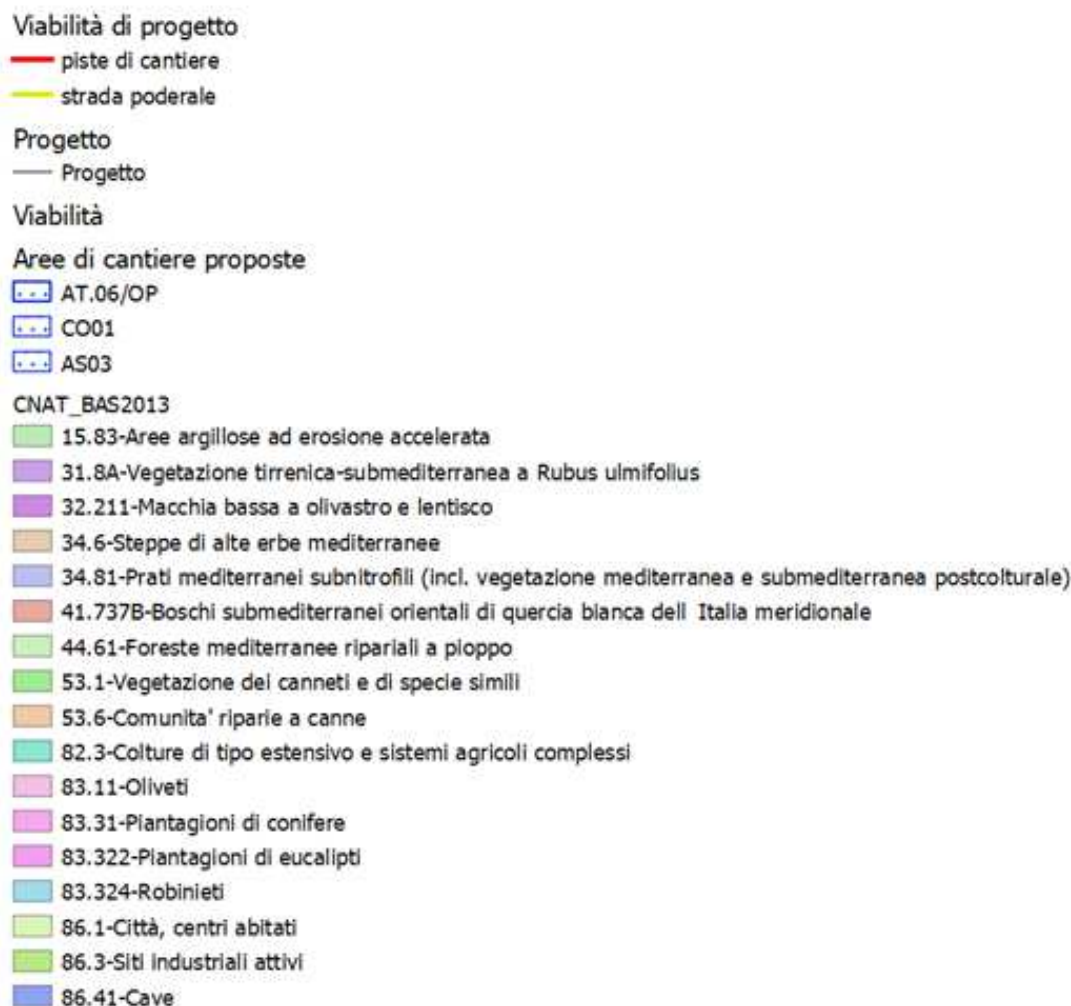 Viabilità di progetto
piste di cantiere
strada poderale
Progetto
Progetto
Viabilità
Aree di cantiere proposte
AT.06/OP
CO01
AS03
CNAT_BAS2013
15.83-Aree argillose ad erosione accelerata
31.8A-Vegetazione tirrenica-submediterranea a Rubus ulmifolius
32.211-Macchia bassa a olivastro e lentisco
34.6-Steppe di alte erbe mediterranee
34.81-Prati mediterranei subnitrofili (incl. vegetazione mediterranea e submediterranea postcolturale)
41.737B-Boschi submediterranei orientali di quercia bianca dell Italia meridionale
44.61-Foreste mediterranee ripariali a pioppo
53.1-Vegetazione dei canneti e di specie simili
53.6-Comunita' riparie a canne
82.3-Colture di tipo estensivo e sistemi agricoli complessi
83.11-Oliveti
83.31-Piantagioni di conifere
83.322-Piantagioni di eucalipti
83.324-Robinieti
86.1-Città, centri abitati
86.3-Siti industriali attivi
86.41-Cave